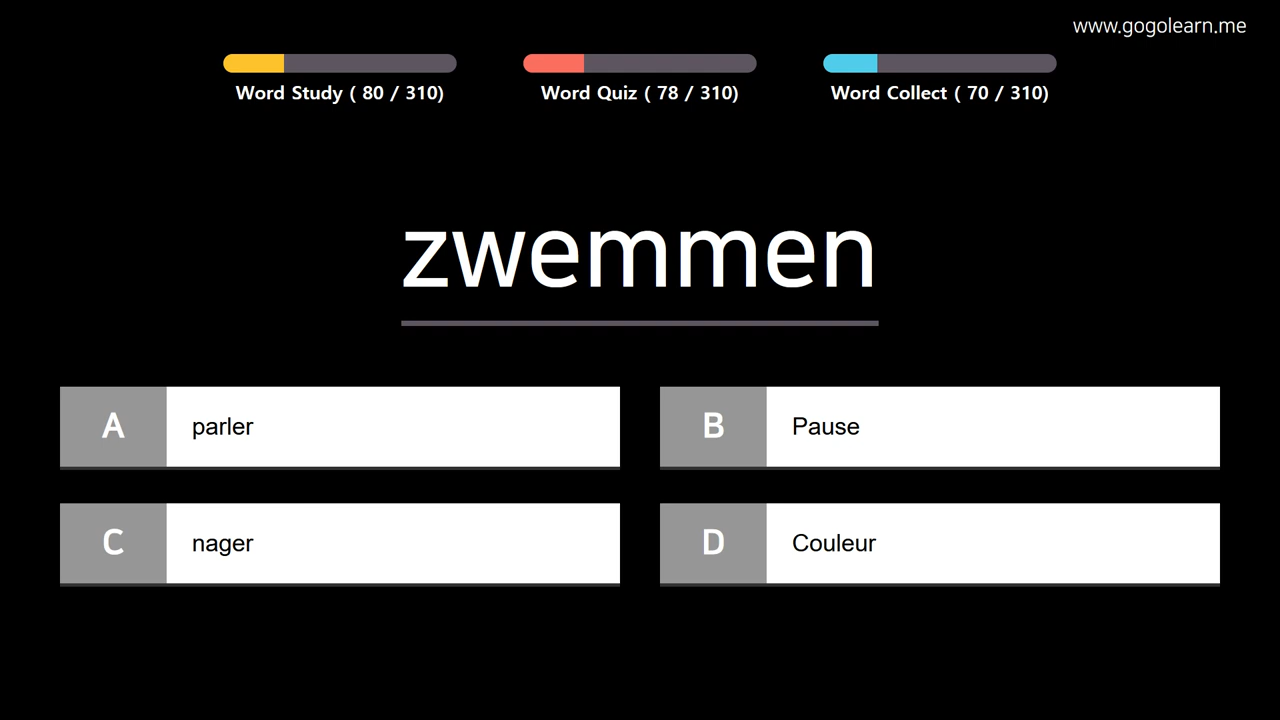 www.gogolearn.me
Word Study ( 80 / 310)
Word Quiz ( 78 / 310)
Word Collect ( 70 / 310)
zwemmen
A parler
B Pause
C nager
D Couleur